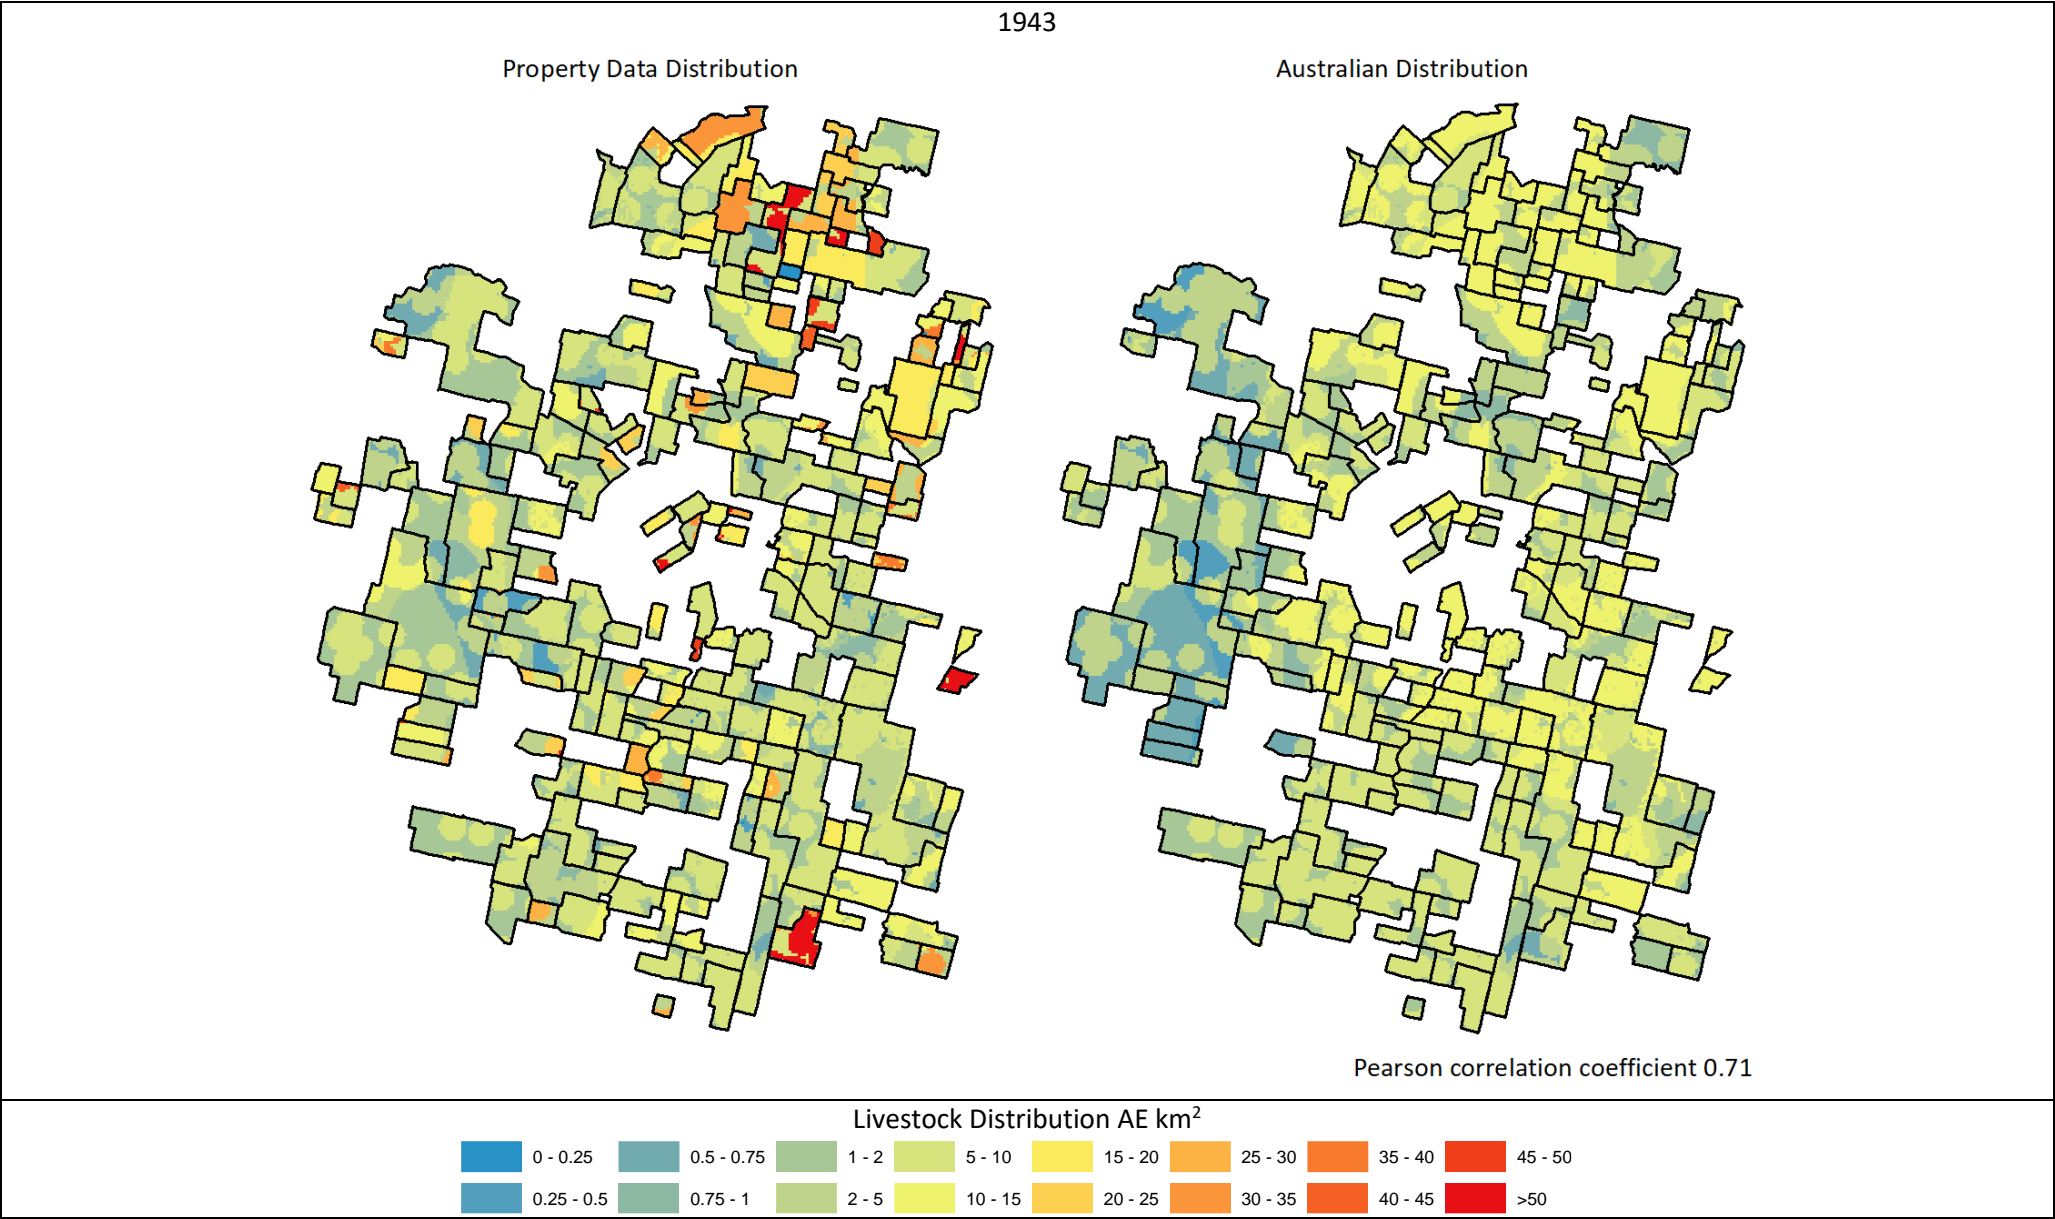 1943
Property Data Distribution
Australian Distribution
Pearson correlation coefficient 0.71
Livestock Distribution AE km²
0 - 0.25
0.5 - 0.75
1 - 2
5 - 10
15 - 20
25 - 30
35 - 40
45 - 50
0.25 - 0.5
0.75 - 1
2 - 5
10 - 15
20 - 25
30 - 35
40 - 45
>50